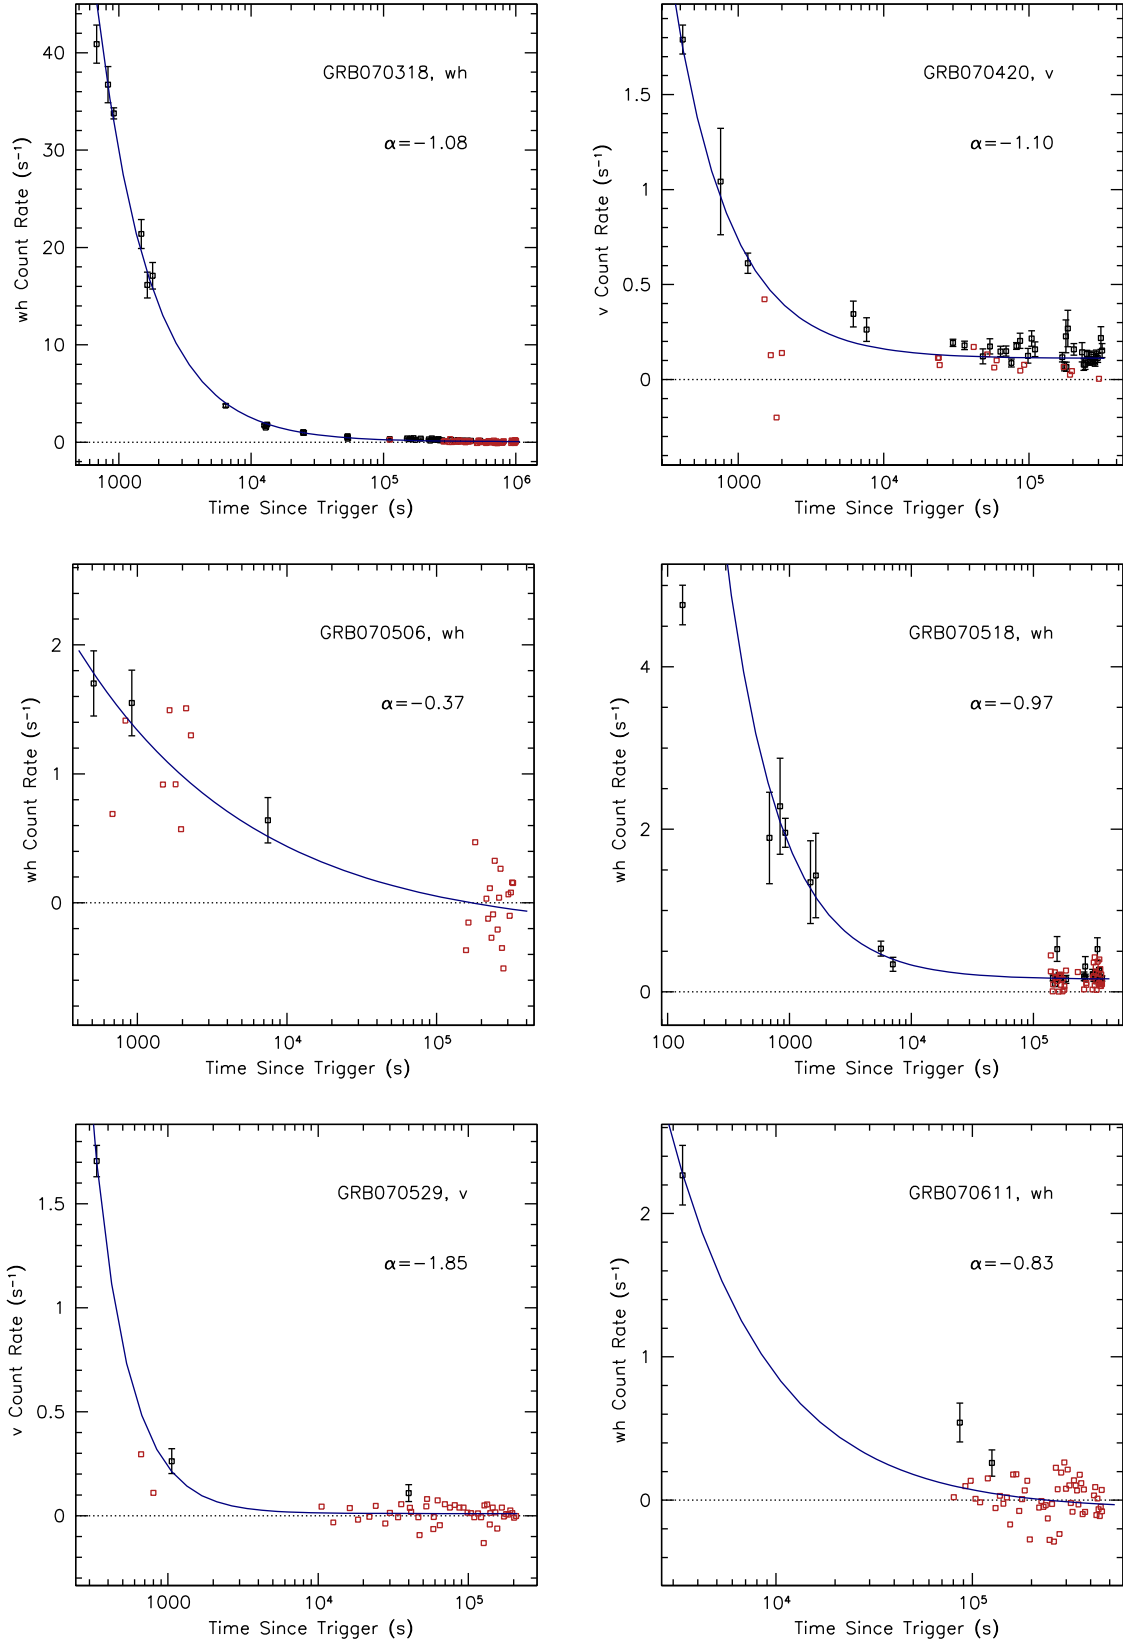 GRB070318, wh
α=−1.08
wh Count Rate (s⁻¹)
40
30
20
10
0
1000 10⁴ 10⁵ 10⁶
Time Since Trigger (s)
GRB070420, v
α=−1.10
v Count Rate (s⁻¹)
1.5
1
0.5
0
1000 10⁴ 10⁵
Time Since Trigger (s)
GRB070506, wh
α=−0.37
wh Count Rate (s⁻¹)
2
1
0
1000 10⁴ 10⁵
Time Since Trigger (s)
GRB070518, wh
α=−0.97
wh Count Rate (s⁻¹)
4
2
0
100 1000 10⁴ 10⁵
Time Since Trigger (s)
GRB070529, v
α=−1.85
v Count Rate (s⁻¹)
1.5
1
0.5
0
1000 10⁴ 10⁵
Time Since Trigger (s)
GRB070611, wh
α=−0.83
wh Count Rate (s⁻¹)
2
1
0
10⁴ 10⁵
Time Since Trigger (s)